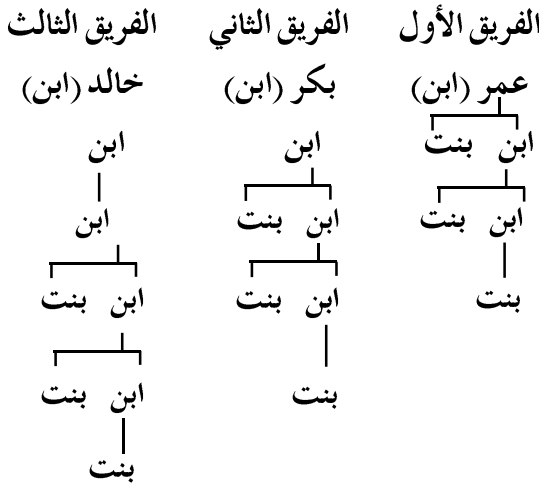 الفريق الأول الفريق الثاني الفريق الثالث
عمر (ابن) بكر (ابن) خالد (ابن)
ابن بنت ابن ابن
ابن بنت ابن بنت ابن
بنت ابن بنت ابن بنت
بنت ابن بنت
بنت